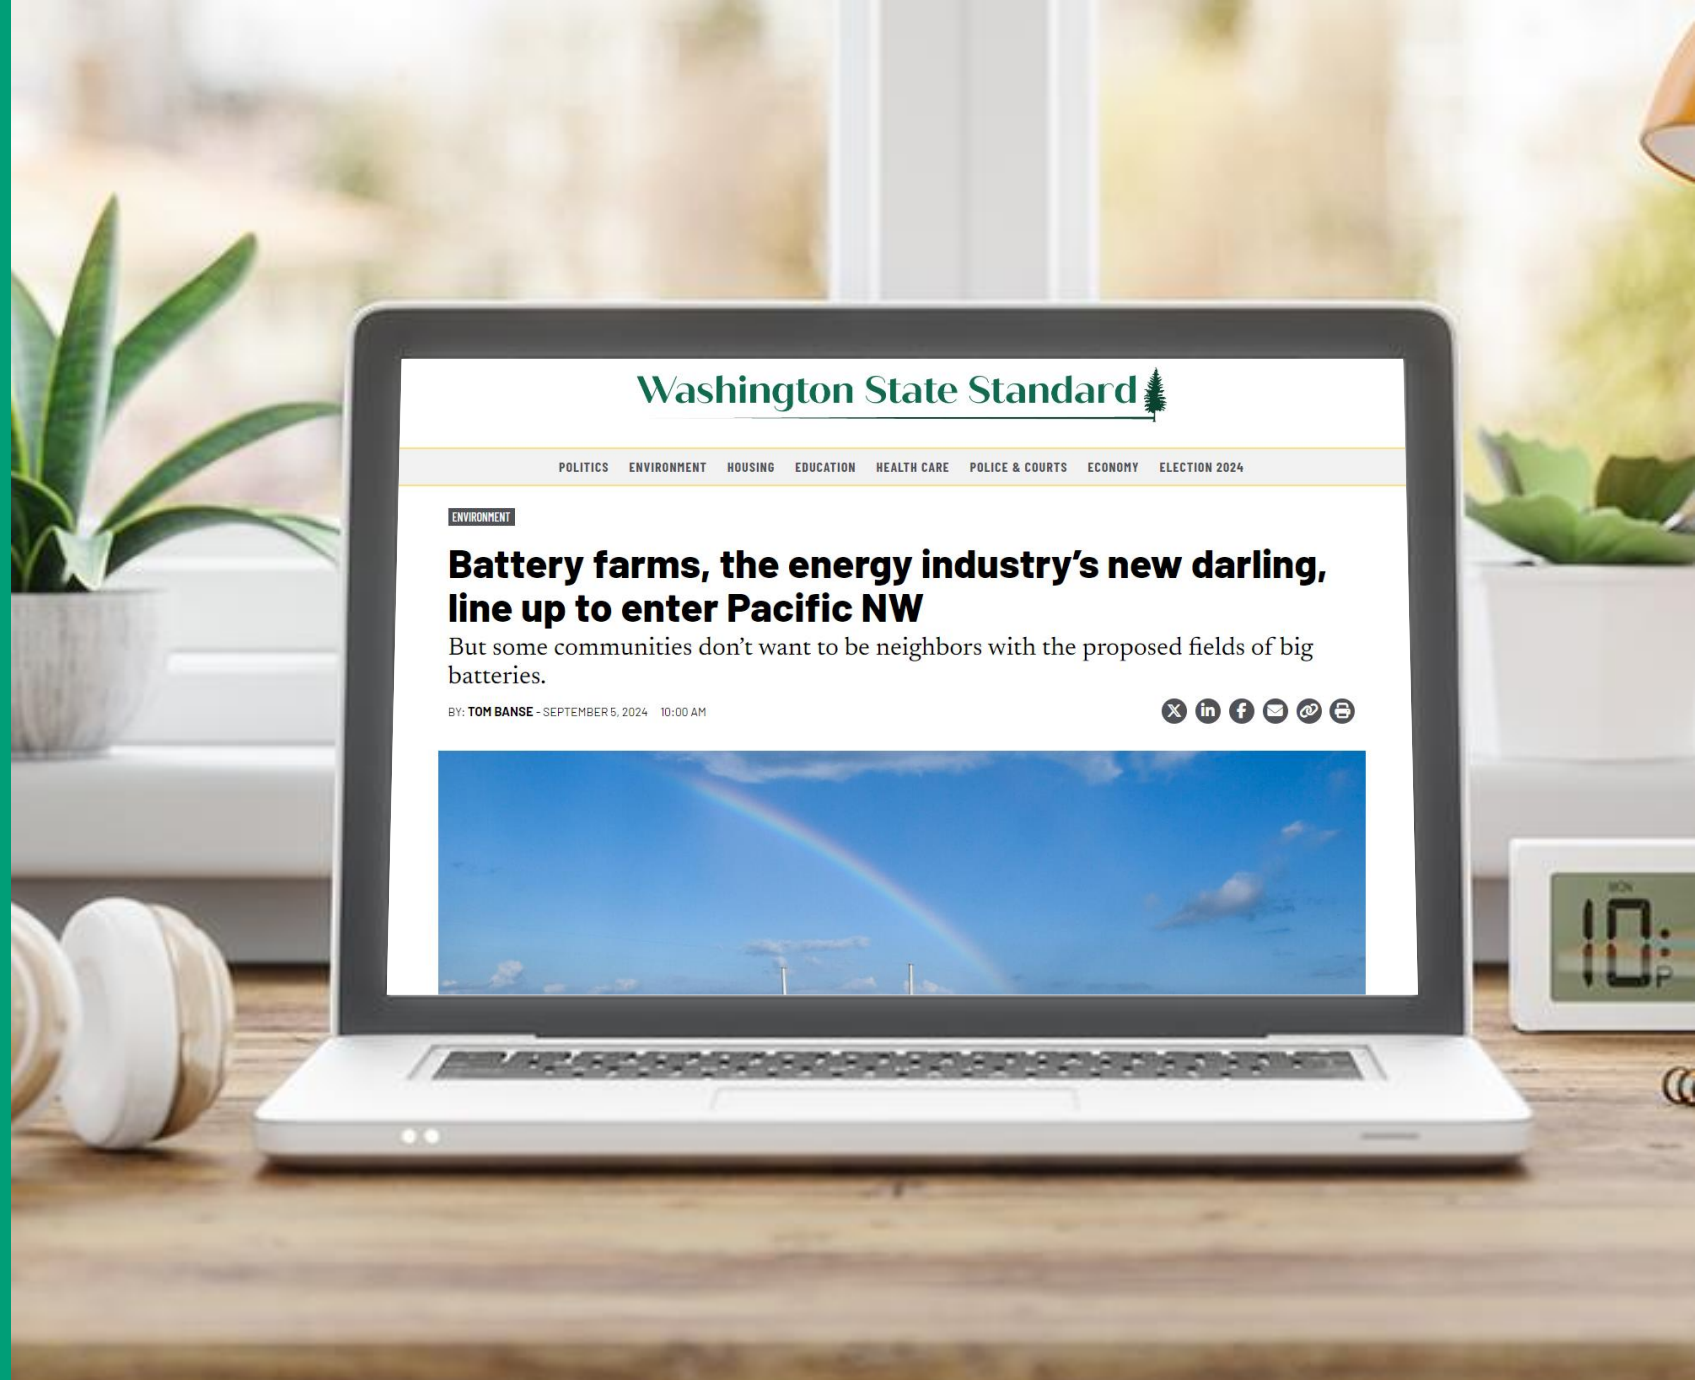 Washington State Standard
POLITICS ENVIRONMENT HOUSING EDUCATION HEALTH CARE POLICE & COURTS ECONOMY ELECTION 2024
ENVIRONMENT
Battery farms, the energy industry’s new darling,
line up to enter Pacific NW
But some communities don’t want to be neighbors with the proposed fields of big
batteries.
BY: TOM BANSE - SEPTEMBER 5, 2024 10:00 AM
MON
10:
P